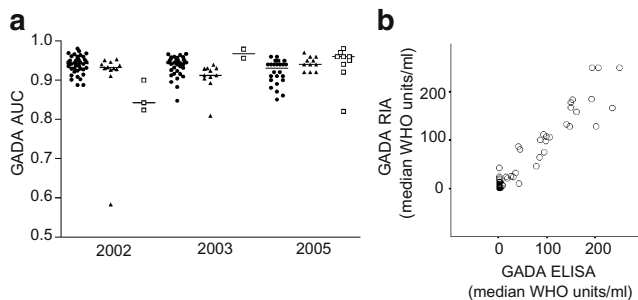 a
1.0
0.9
0.8
0.7
0.6
0.5
GADA AUC
2002 2003 2005
b
GADA RIA
(median WHO units/ml)
200
100
0
0 100 200
GADA ELISA
(median WHO units/ml)